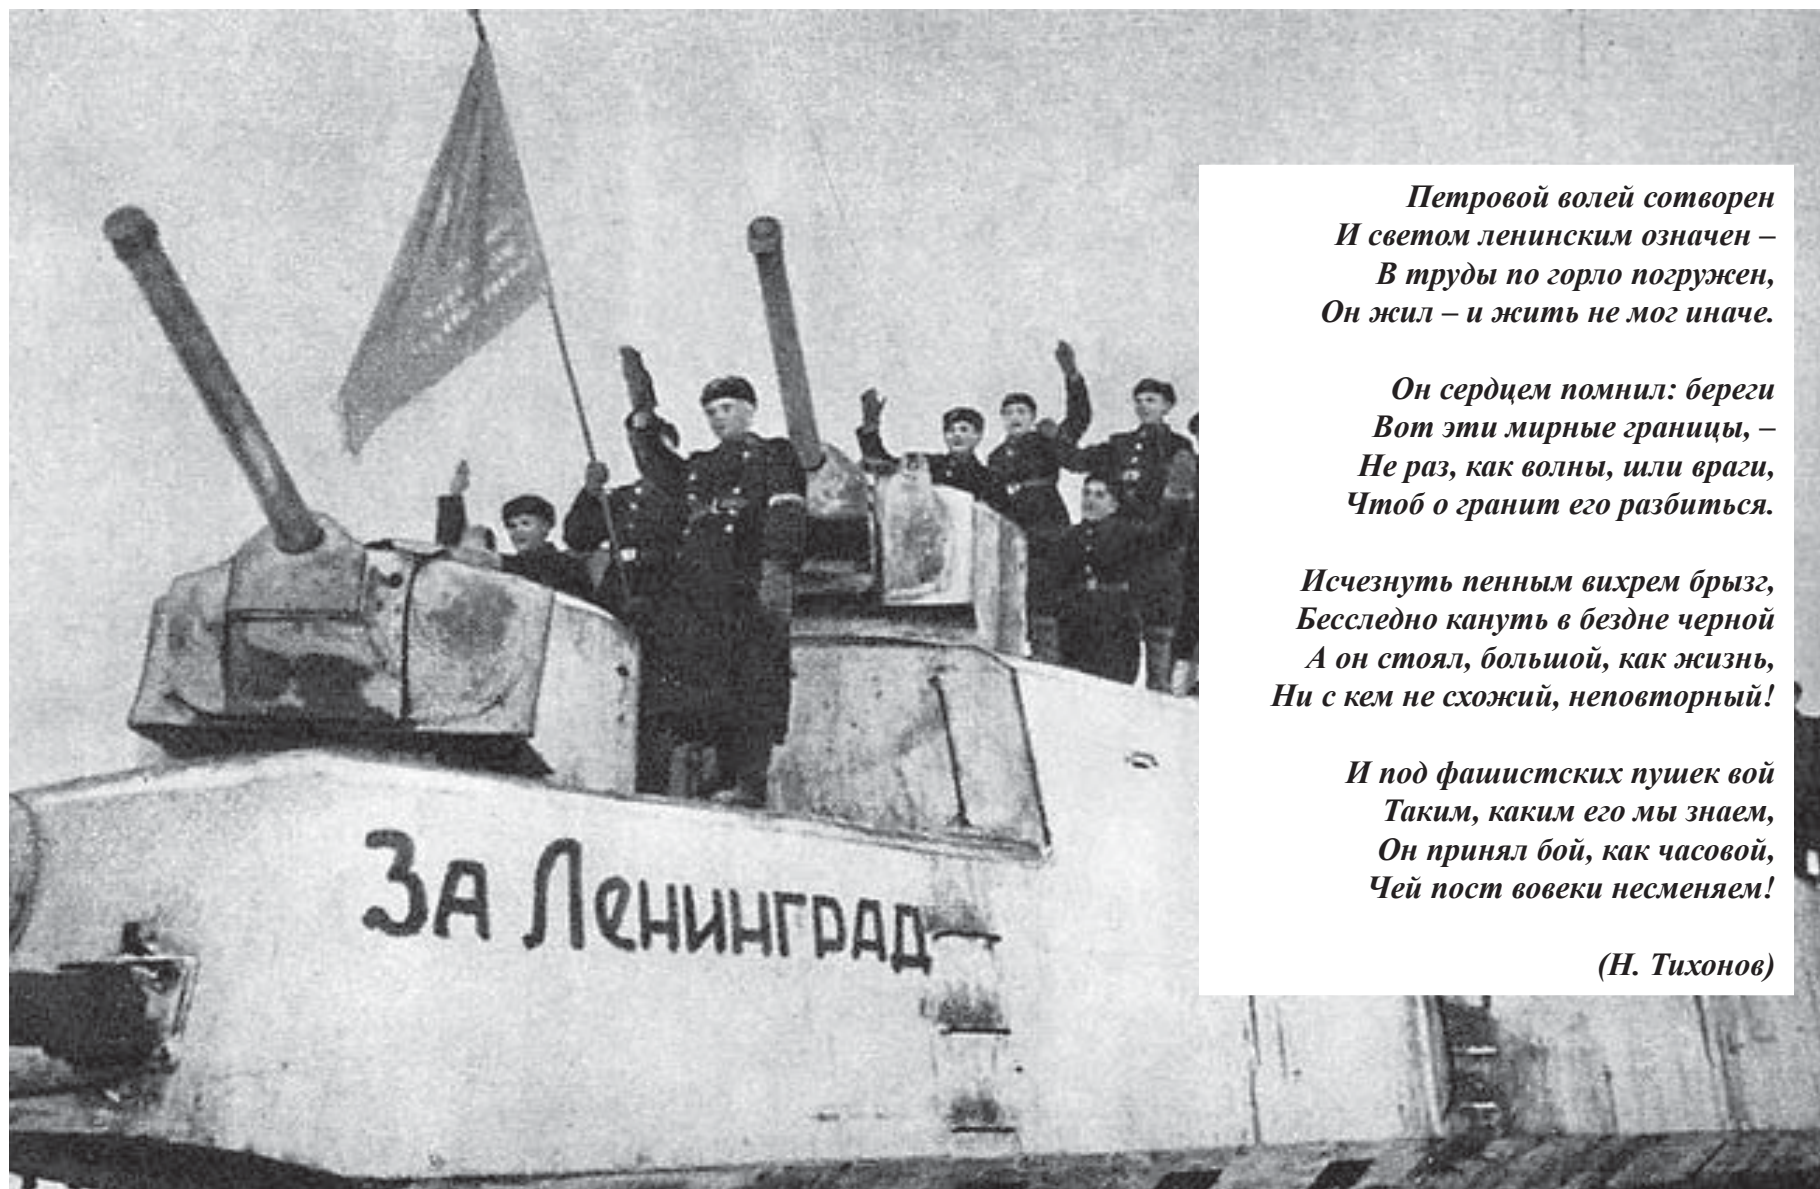 За Ленинград
Петровой волей сотворен
И светом ленинским означен –
В труды по горло погружен,
Он жил – и жить не мог иначе.
Он сердцем помнил: береги
Вот эти мирные границы, –
Не раз, как волны, шли враги,
Чтоб о гранит его разбиться.
Исчезнуть пенным вихрем брызг,
Бесследно кануть в бездне черной
А он стоял, большой, как жизнь,
Ни с кем не схожий, неповторный!
И под фашистских пушек вой
Таким, каким его мы знаем,
Он принял бой, как часовой,
Чей пост вовеки несменяем!
(Н. Тихонов)